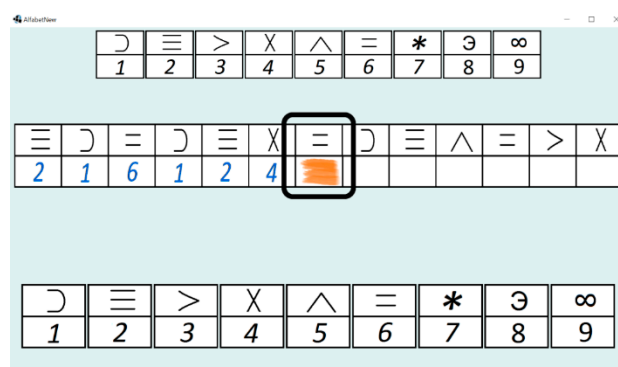 AlfabetNeer
⊃ ☰ > X ∧ = * Э ∞
1 2 3 4 5 6 7 8 9
☰ ⊃ = ⊃ ☰ X = ⊃ ☰ ∧ = > X
2 1 6 1 2 4
⊃ ☰ > X ∧ = * Э ∞
1 2 3 4 5 6 7 8 9